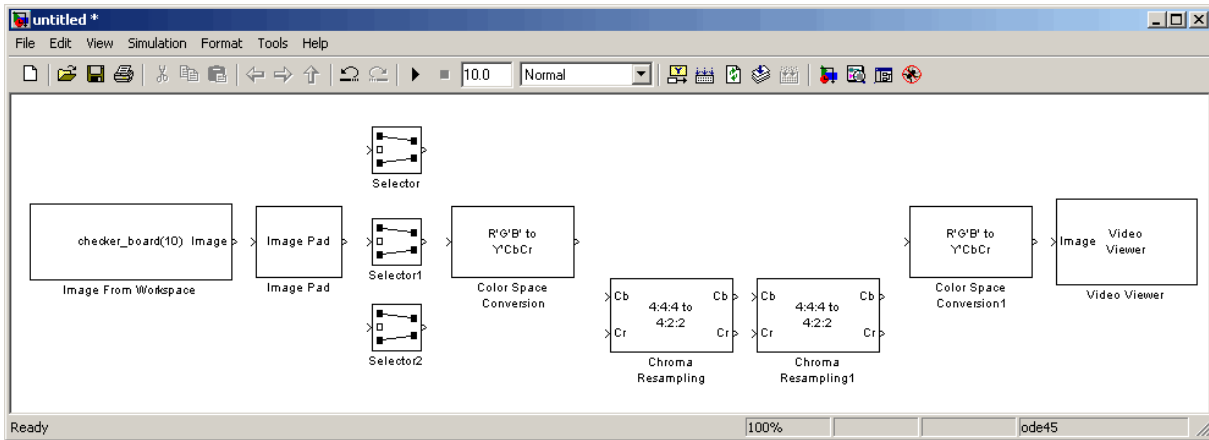 untitled *
File Edit View Simulation Format Tools Help
10.0 Normal
Selector
checker_board(10) Image
Image From Workspace
Image Pad
Image Pad
Selector1
Selector2
R'G'B' to
Y'CbCr
Color Space
Conversion
Cb Cb
4:4:4 to
4:2:2
Cr Cr
Chroma
Resampling
Cb Cb
4:4:4 to
4:2:2
Cr Cr
Chroma
Resampling1
R'G'B' to
Y'CbCr
Color Space
Conversion1
Image Video
Viewer
Video Viewer
Ready 100% ode45